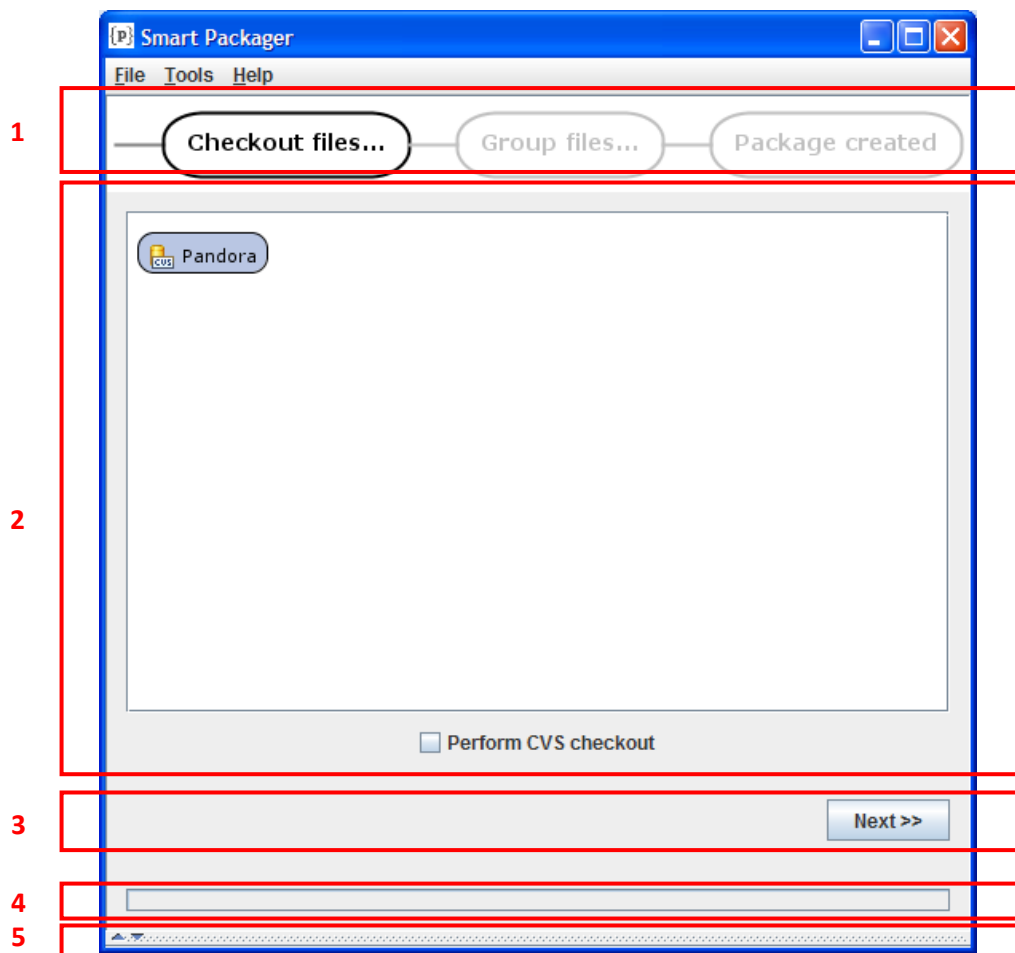 {P} Smart Packager
File Tools Help
1
Checkout files... Group files... Package created
Pandora
cvs
2
Perform CVS checkout
3
Next >>
4
5